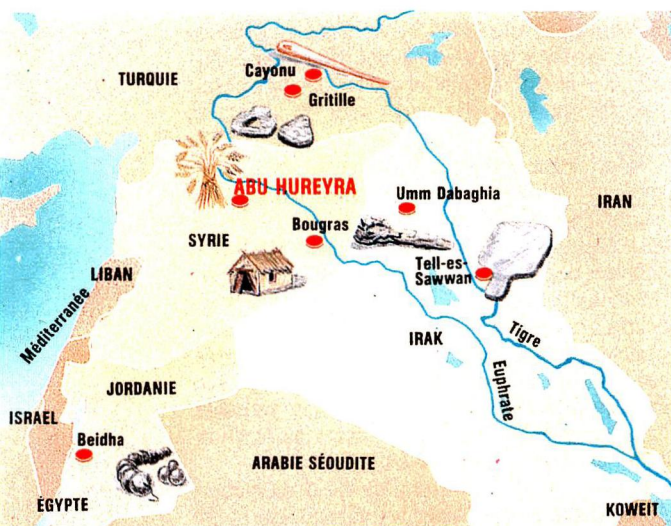 TURQUIE
Cayonu
Gritille
ABU HUREYRA
Umm Dabaghia
IRAN
SYRIE
Bougras
LIBAN
Tell-es-
Sawwan
Méditerranée
IRAK
Tigre
Euphrate
JORDANIE
ISRAEL
Beidha
ARABIE SÉOUDITE
ÉGYPTE
KOWEIT